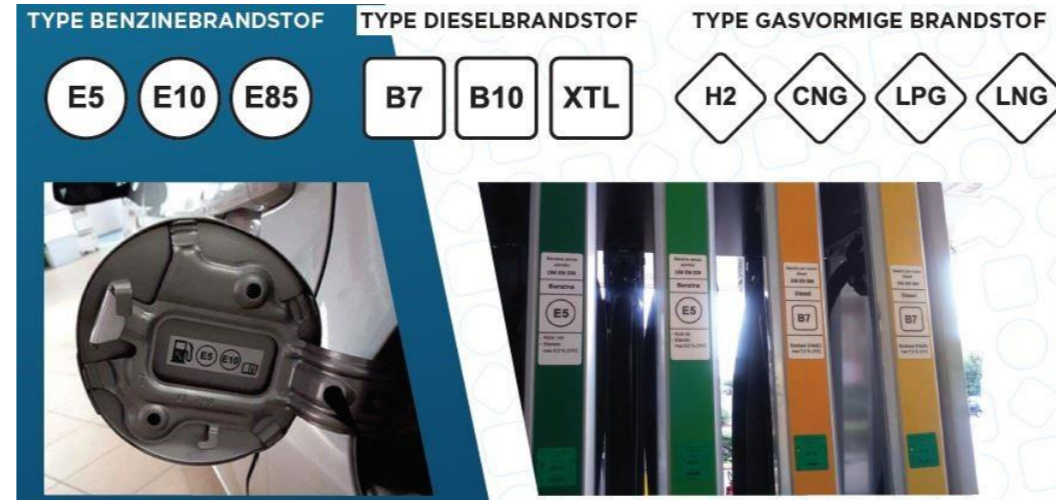 TYPE BENZINEBRANDSTOF
TYPE DIESELBRANDSTOF
TYPE GASVORMIGE BRANDSTOF
E5 E10 E85
B7 B10 XTL
H2 CNG LPG LNG
E5 E10
Benzina
E5
Benzina
E5
Diesel
B7
Diesel
B7